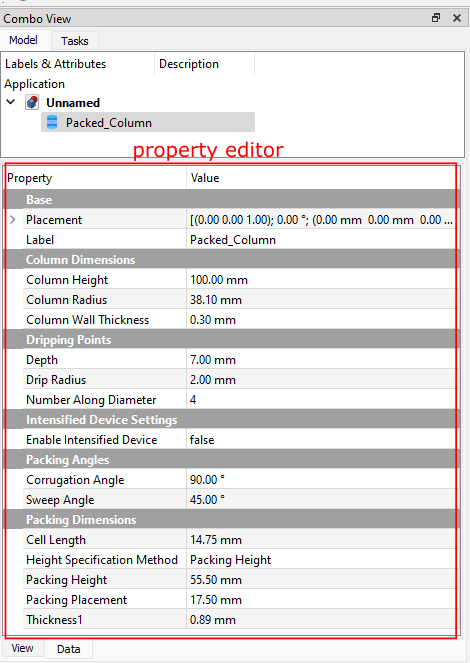 Combo View
Model Tasks
Labels & Attributes Description
Application
Unnamed
Packed_Column
property editor
Property Value
Base
Placement [(0.00 0.00 1.00); 0.00 °; (0.00 mm 0.00 mm 0.00 ...
Label Packed_Column
Column Dimensions
Column Height 100.00 mm
Column Radius 38.10 mm
Column Wall Thickness 0.30 mm
Dripping Points
Depth 7.00 mm
Drip Radius 2.00 mm
Number Along Diameter 4
Intensified Device Settings
Enable Intensified Device false
Packing Angles
Corrugation Angle 90.00 °
Sweep Angle 45.00 °
Packing Dimensions
Cell Length 14.75 mm
Height Specification Method Packing Height
Packing Height 55.50 mm
Packing Placement 17.50 mm
Thickness1 0.89 mm
View Data